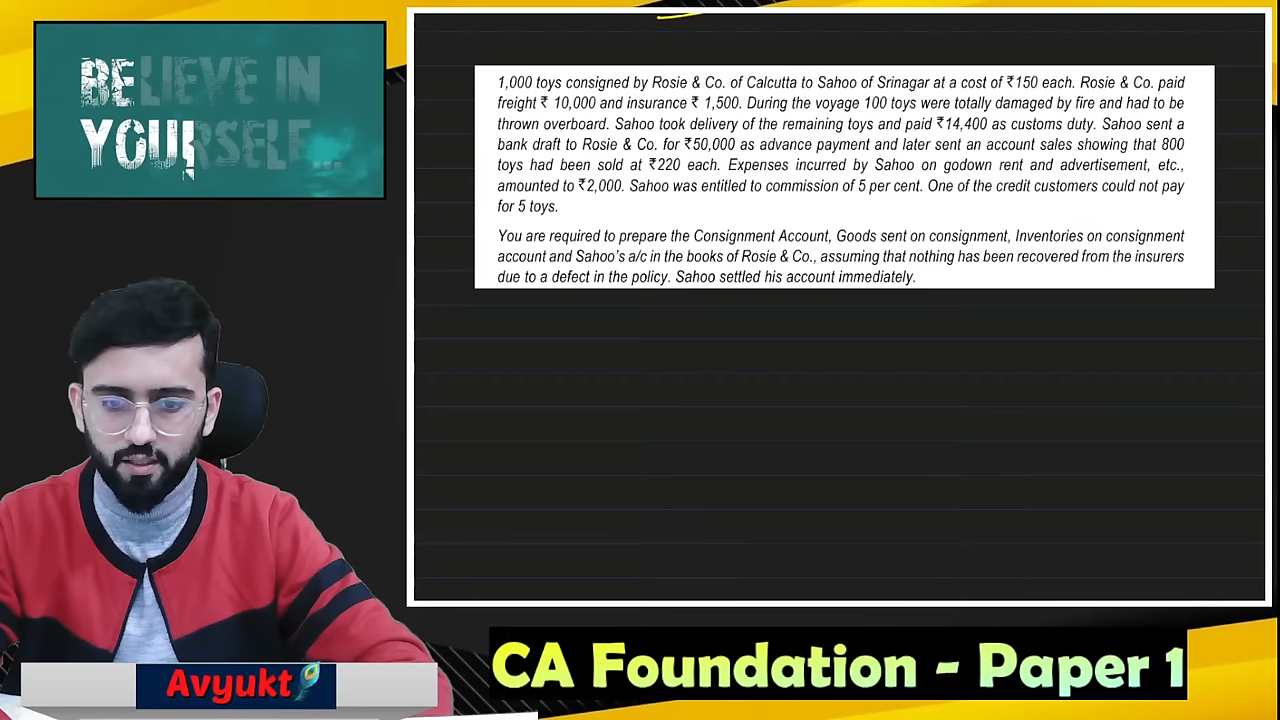 BELIEVE IN
YOURSELF...
1,000 toys consigned by Rosie & Co. of Calcutta to Sahoo of Srinagar at a cost of ₹150 each. Rosie & Co. paid
freight ₹ 10,000 and insurance ₹ 1,500. During the voyage 100 toys were totally damaged by fire and had to be
thrown overboard. Sahoo took delivery of the remaining toys and paid ₹14,400 as customs duty. Sahoo sent a
bank draft to Rosie & Co. for ₹50,000 as advance payment and later sent an account sales showing that 800
toys had been sold at ₹220 each. Expenses incurred by Sahoo on godown rent and advertisement, etc.,
amounted to ₹2,000. Sahoo was entitled to commission of 5 per cent. One of the credit customers could not pay
for 5 toys.
You are required to prepare the Consignment Account, Goods sent on consignment, Inventories on consignment
account and Sahoo's a/c in the books of Rosie & Co., assuming that nothing has been recovered from the insurers
due to a defect in the policy. Sahoo settled his account immediately.
Avyukt
CA Foundation - Paper 1